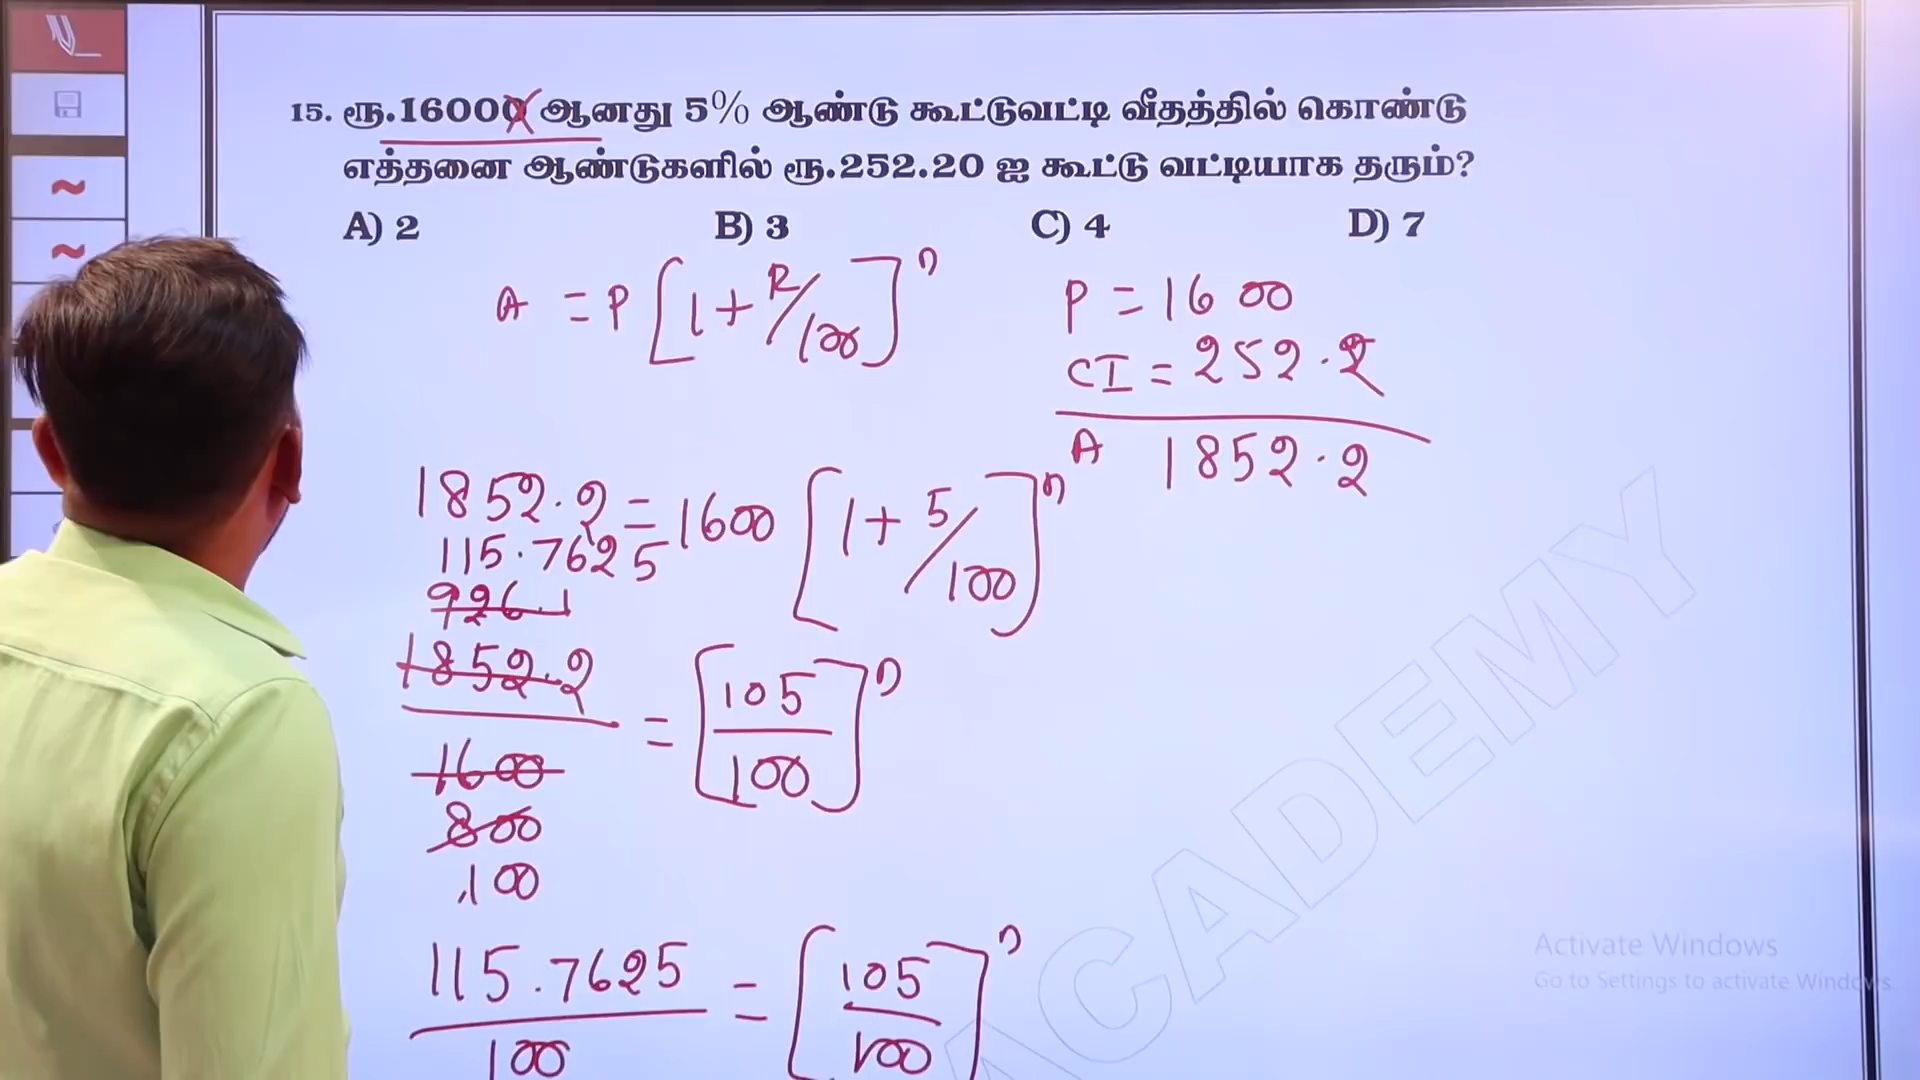 15. ரூ.16000 ஆனது 5% ஆண்டு கூட்டுவட்டி வீதத்தில் கொண்டு
எத்தனை ஆண்டுகளில் ரூ.252.20 ஐ கூட்டு வட்டியாக தரும்?
A) 2 B) 3 C) 4 D) 7
A = P [1 + R/100]^n
P = 1600
CI = 252.2
A 1852.2
1852.2 = 1600 [1 + 5/100]^n
115.7625
926.1
1852.2 / 1600 = [105/100]^n
800
100
115.7625 / 100 = [105/100]^n
ACADEMY
Activate Windows
Go to Settings to activate Windows.